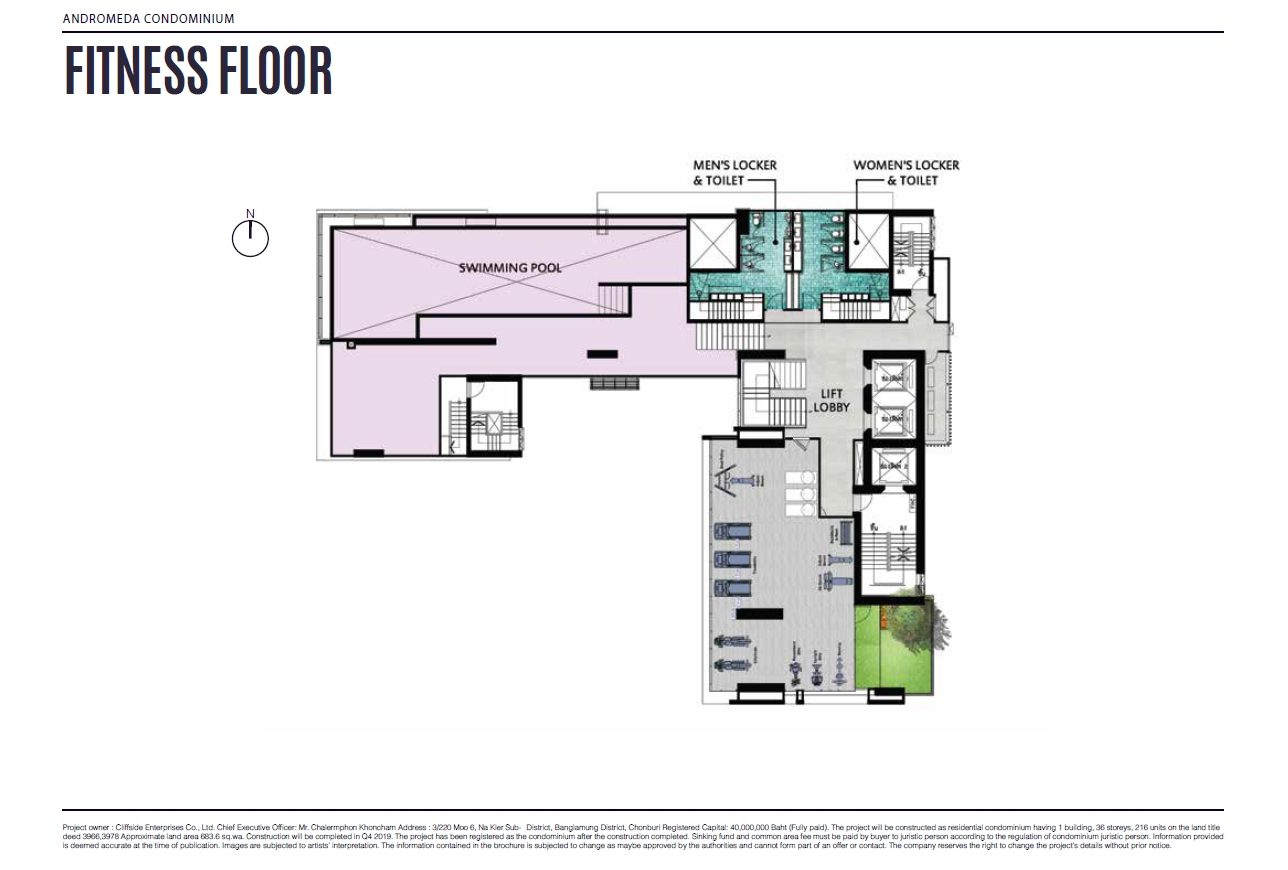 ANDROMEDA CONDOMINIUM
FITNESS FLOOR
MEN'S LOCKER
& TOILET
WOMEN'S LOCKER
& TOILET
N
SWIMMING POOL
LIFT
LOBBY
Project owner : Cliffside Enterprises Co., Ltd. Chief Executive Officer: Mr. Chalermphon Khoncham Address : 3/220 Moo 6, Na Kler Sub- District, Banglamung District, Chonburi Registered Capital: 40,000,000 Baht (Fully paid). The project will be constructed as residential condominium having 1 building, 36 storeys, 216 units on the land title
deed 3966,3978 Approximate land area 683.6 sq.wa. Construction will be completed in Q4 2019. The project has been registered as the condominium after the construction completed. Sinking fund and common area fee must be paid by buyer to juristic person according to the regulation of condominium juristic person. Information provided
is deemed accurate at the time of publication. Images are subjected to artists' interpretation. The information contained in the brochure is subjected to change as maybe approved by the authorities and cannot form part of an offer or contact. The company reserves the right to change the project's details without prior notice.